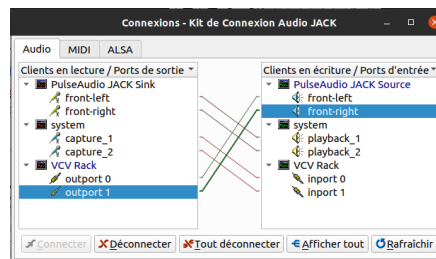 Connexions - Kit de Connexion Audio JACK
Audio MIDI ALSA
Clients en lecture / Ports de sortie
PulseAudio JACK Sink
front-left
front-right
system
capture_1
capture_2
VCV Rack
outport 0
outport 1
Clients en écriture / Ports d'entrée
PulseAudio JACK Source
front-left
front-right
system
playback_1
playback_2
VCV Rack
inport 0
inport 1
Connecter Déconnecter Tout déconnecter Afficher tout Rafraîchir